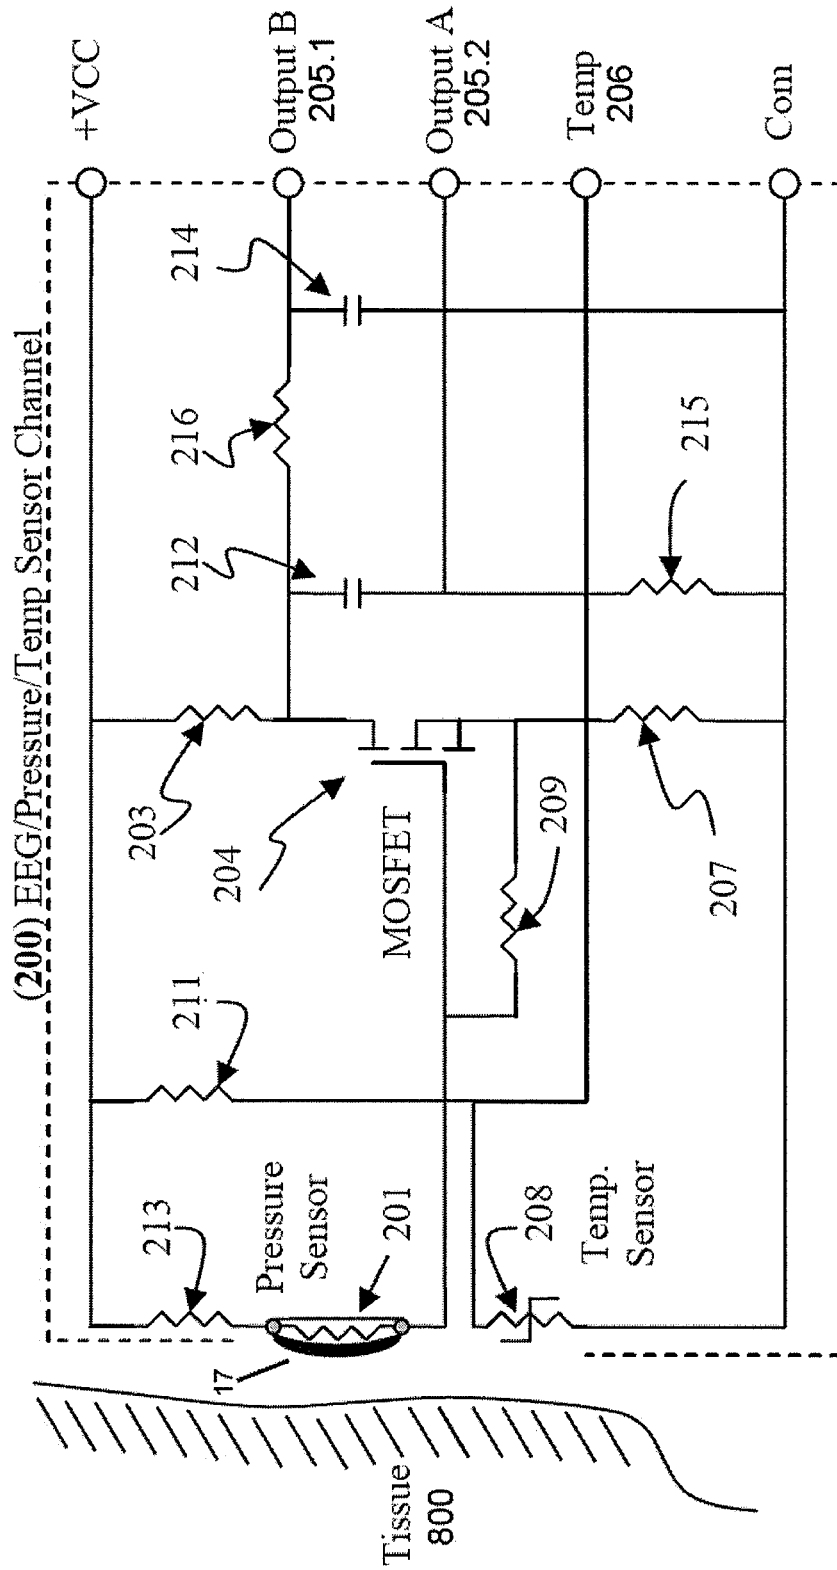 (200) EEG/Pressure/Temp Sensor Channel
+VCC
Output B
205.1
Output A
205.2
Temp
206
Com
214
216
212
215
203
204
MOSFET
209
207
211
213
Pressure
Sensor
201
208
Temp.
Sensor
17
Tissue
800